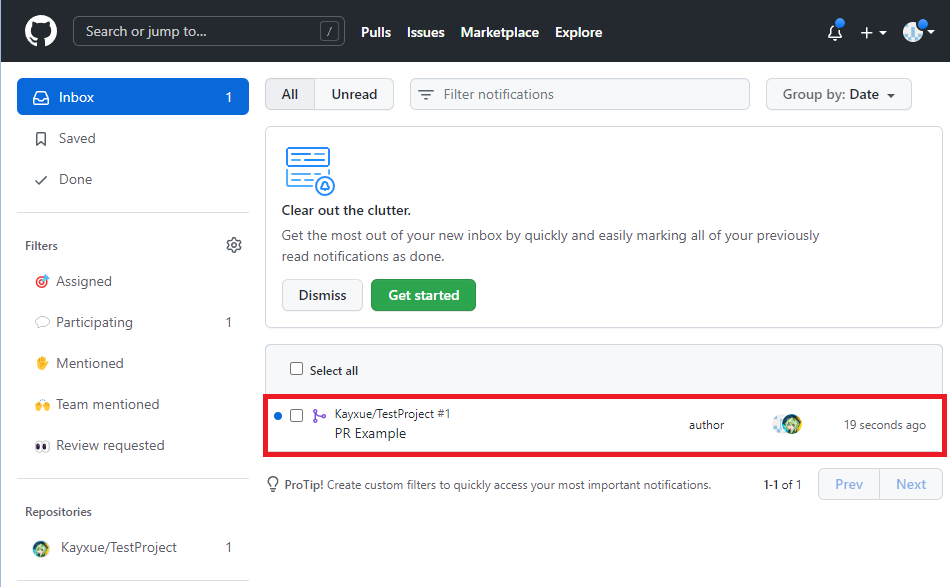 Search or jump to... /
Pulls Issues Marketplace Explore
Inbox 1
Saved
Done
Filters
Assigned
Participating 1
Mentioned
Team mentioned
Review requested
Repositories
Kayxue/TestProject 1
All Unread Filter notifications Group by: Date
Clear out the clutter.
Get the most out of your new inbox by quickly and easily marking all of your previously
read notifications as done.
Dismiss Get started
Select all
Kayxue/TestProject #1
PR Example author 19 seconds ago
ProTip! Create custom filters to quickly access your most important notifications. 1-1 of 1 Prev Next